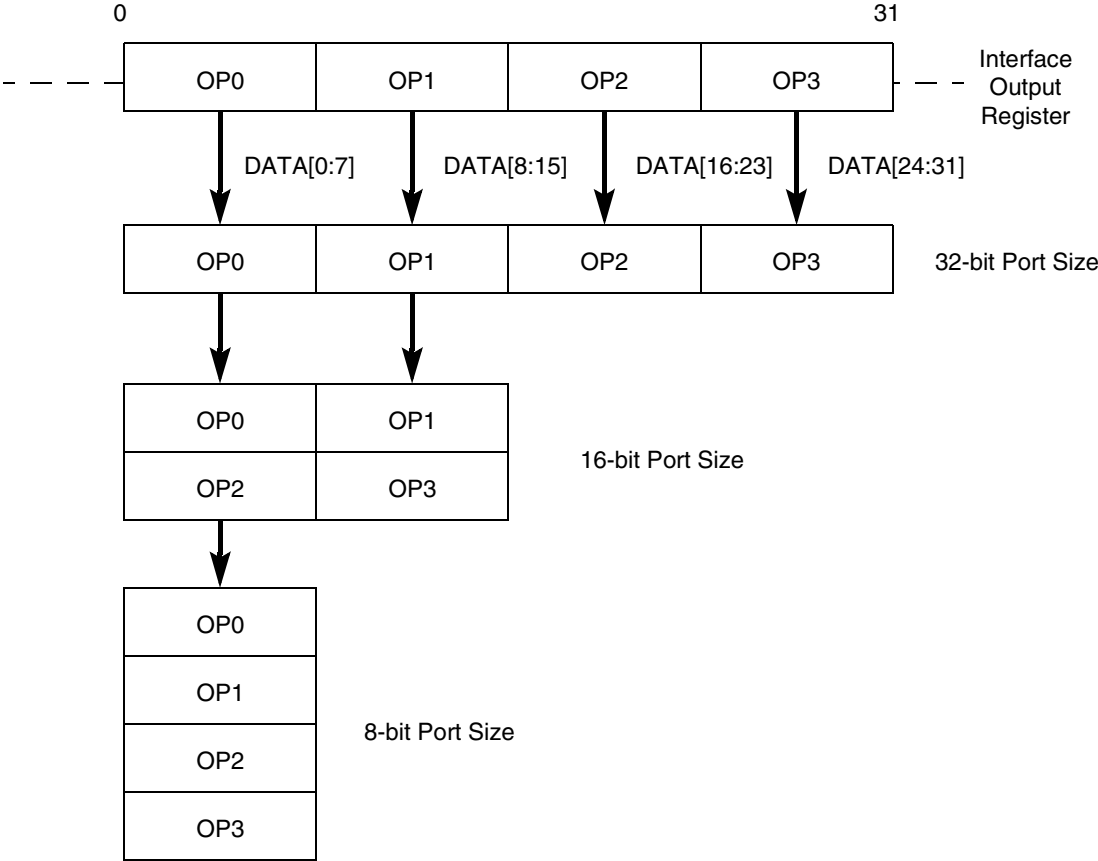 0 31
OP0 OP1 OP2 OP3
Interface
Output
Register
DATA[0:7] DATA[8:15] DATA[16:23] DATA[24:31]
OP0 OP1 OP2 OP3 32-bit Port Size
OP0 OP1
16-bit Port Size
OP2 OP3
OP0
OP1
8-bit Port Size
OP2
OP3